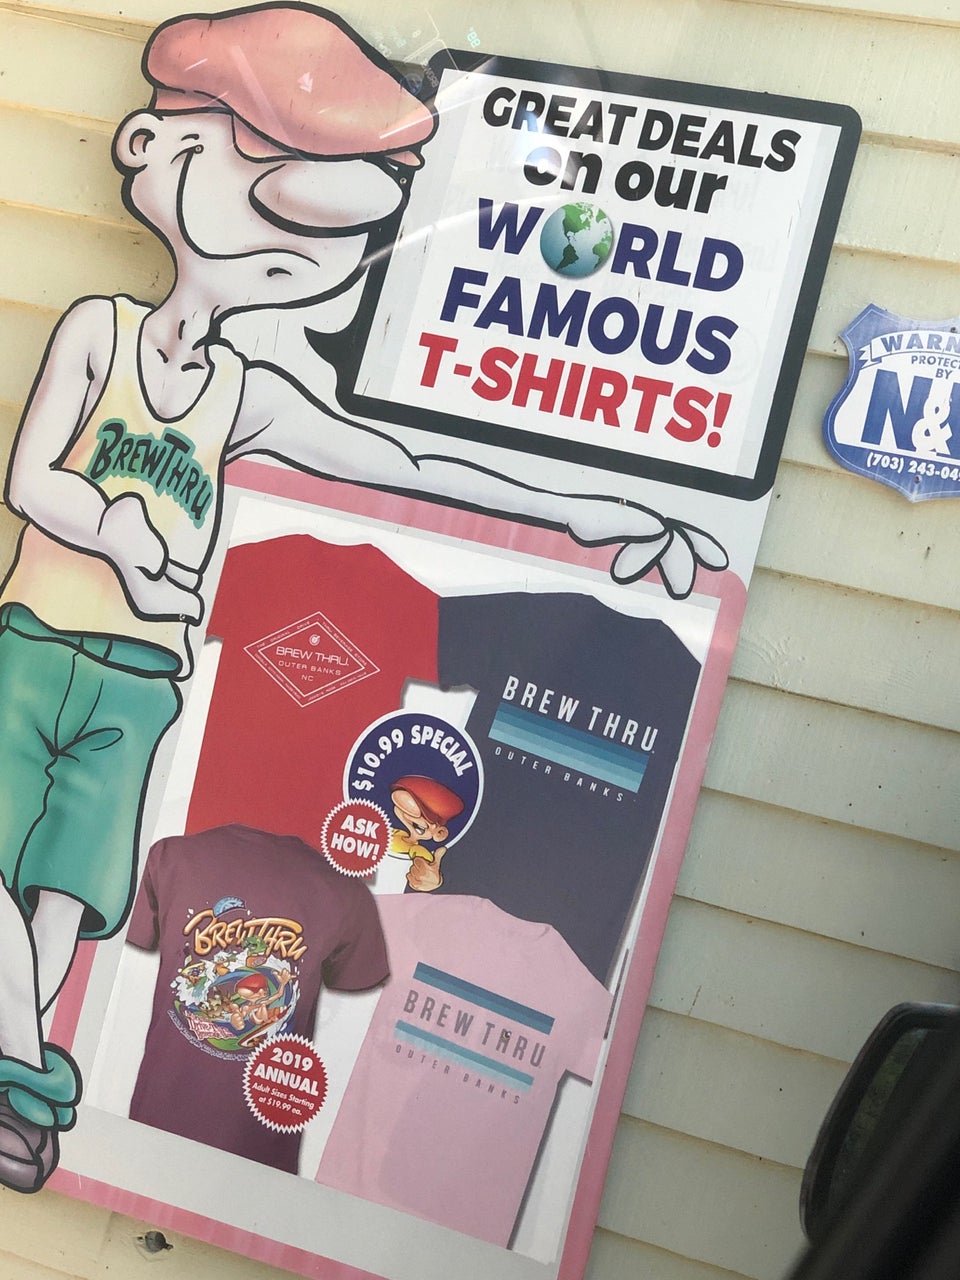 GREAT DEALS
on our
WORLD
FAMOUS
T-SHIRTS!
WARN
PROTEC
BY
N&
(703) 243-04
BREWTHRU
BREW THRU
OUTER BANKS
NC
BREW THRU
OUTER BANKS
$10.99 SPECIAL
ASK
HOW!
BREWTHRU
2019
ANNUAL
Adult Sizes Starting
at $19.99 ea.
BREW THRU
OUTER BANKS